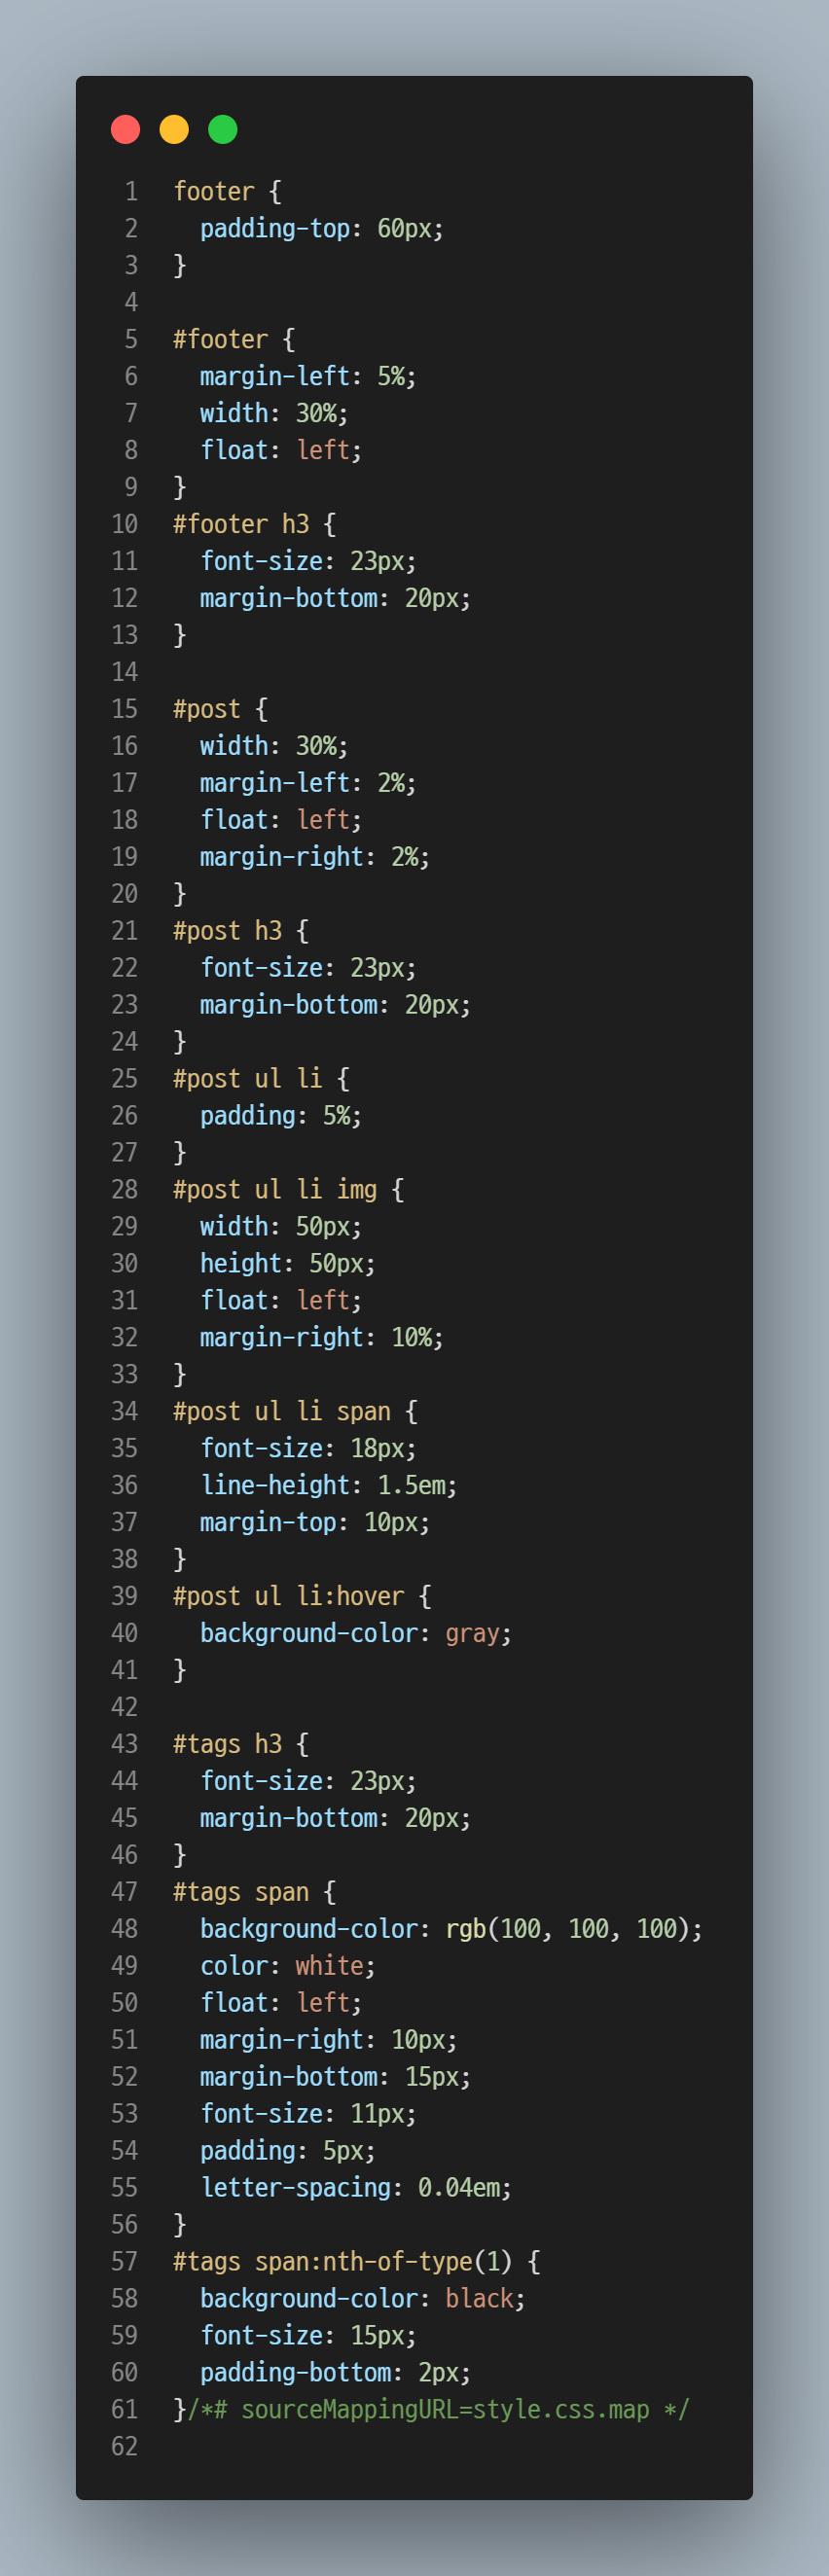 1 footer {
2   padding-top: 60px;
3 }
4
5 #footer {
6   margin-left: 5%;
7   width: 30%;
8   float: left;
9 }
10 #footer h3 {
11   font-size: 23px;
12   margin-bottom: 20px;
13 }
14
15 #post {
16   width: 30%;
17   margin-left: 2%;
18   float: left;
19   margin-right: 2%;
20 }
21 #post h3 {
22   font-size: 23px;
23   margin-bottom: 20px;
24 }
25 #post ul li {
26   padding: 5%;
27 }
28 #post ul li img {
29   width: 50px;
30   height: 50px;
31   float: left;
32   margin-right: 10%;
33 }
34 #post ul li span {
35   font-size: 18px;
36   line-height: 1.5em;
37   margin-top: 10px;
38 }
39 #post ul li:hover {
40   background-color: gray;
41 }
42
43 #tags h3 {
44   font-size: 23px;
45   margin-bottom: 20px;
46 }
47 #tags span {
48   background-color: rgb(100, 100, 100);
49   color: white;
50   float: left;
51   margin-right: 10px;
52   margin-bottom: 15px;
53   font-size: 11px;
54   padding: 5px;
55   letter-spacing: 0.04em;
56 }
57 #tags span:nth-of-type(1) {
58   background-color: black;
59   font-size: 15px;
60   padding-bottom: 2px;
61 }/*# sourceMappingURL=style.css.map */
62